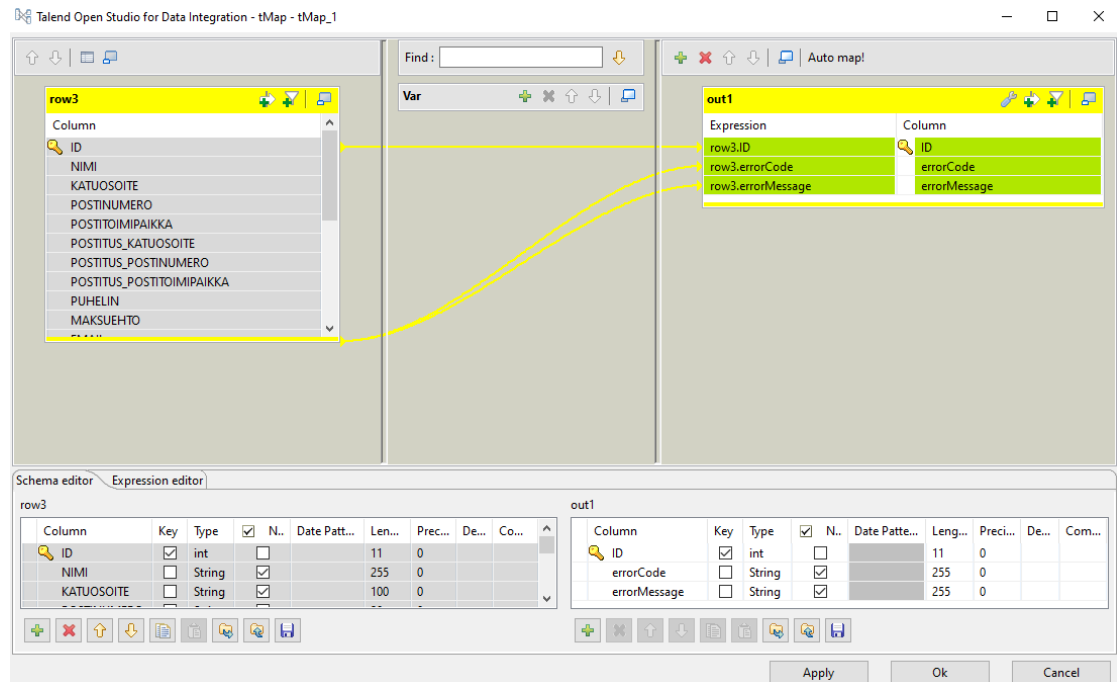 Talend Open Studio for Data Integration - tMap - tMap_1
Find :
Auto map!
row3
Column
ID
NIMI
KATUOSOITE
POSTINUMERO
POSTITOIMIPAIKKA
POSTITUS_KATUOSOITE
POSTITUS_POSTINUMERO
POSTITUS_POSTITOIMIPAIKKA
PUHELIN
MAKSUEHTO
Var
out1
Expression Column
row3.ID ID
row3.errorCode errorCode
row3.errorMessage errorMessage
Schema editor Expression editor
row3
Column Key Type N.. Date Patt... Len... Prec... De... Co...
ID int 11 0
NIMI String 255 0
KATUOSOITE String 100 0
out1
Column Key Type N.. Date Patte... Leng... Preci... De... Com...
ID int 11 0
errorCode String 255 0
errorMessage String 255 0
Apply Ok Cancel